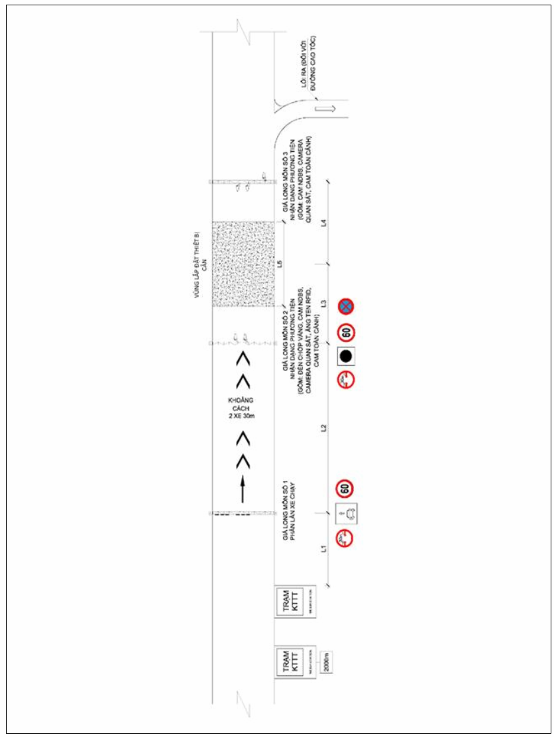 LỐI RA (ĐỐI VỚI
ĐƯỜNG CAO TỐC)
GIÁ LONG MÔN SỐ 3
NHẬN DẠNG PHƯƠNG TIỆN
(GỒM: CAM NDBS, CAMERA
QUAN SÁT, CAM TOÀN CẢNH)
L4
VÙNG LẮP ĐẶT THIẾT BỊ
CÂN
L5
L3
GIÁ LONG MÔN SỐ 2
NHẬN DẠNG PHƯƠNG TIỆN
(GỒM: ĐÈN CHỚP VÀNG, CAM NDBS,
CAMERA QUAN SÁT, ĂNG TEN RFID,
CAM TOÀN CẢNH)
60
KHOẢNG
CÁCH
2 XE 30m
L2
GIÁ LONG MÔN SỐ 1
PHÂN LÀN XE CHẠY
60
L1
TRẠM
KTTT
TRẠM
KTTT
2000m